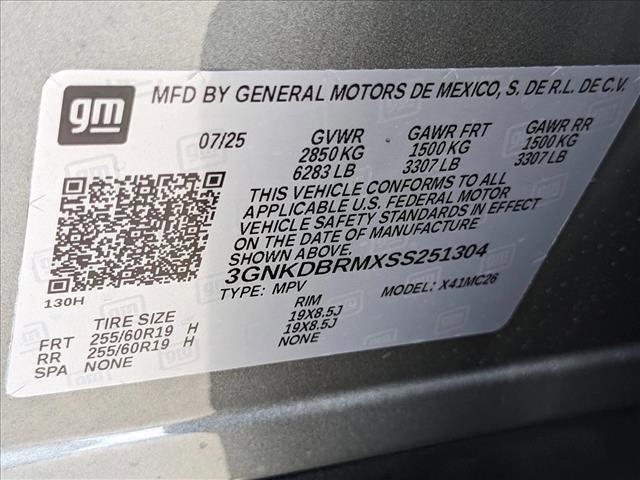 gm
MFD BY GENERAL MOTORS DE MEXICO, S. DE R.L. DE C.V.
07/25 GVWR GAWR FRT GAWR RR
2850 KG 1500 KG 1500 KG
6283 LB 3307 LB 3307 LB
THIS VEHICLE CONFORMS TO ALL
APPLICABLE U.S. FEDERAL MOTOR
VEHICLE SAFETY STANDARDS IN EFFECT
ON THE DATE OF MANUFACTURE
SHOWN ABOVE.
3GNKDBRMXSS251304
130H
TYPE: MPV MODEL: X41MC26
TIRE SIZE RIM
FRT 255/60R19 H 19X8.5J
RR 255/60R19 H 19X8.5J
SPA NONE NONE